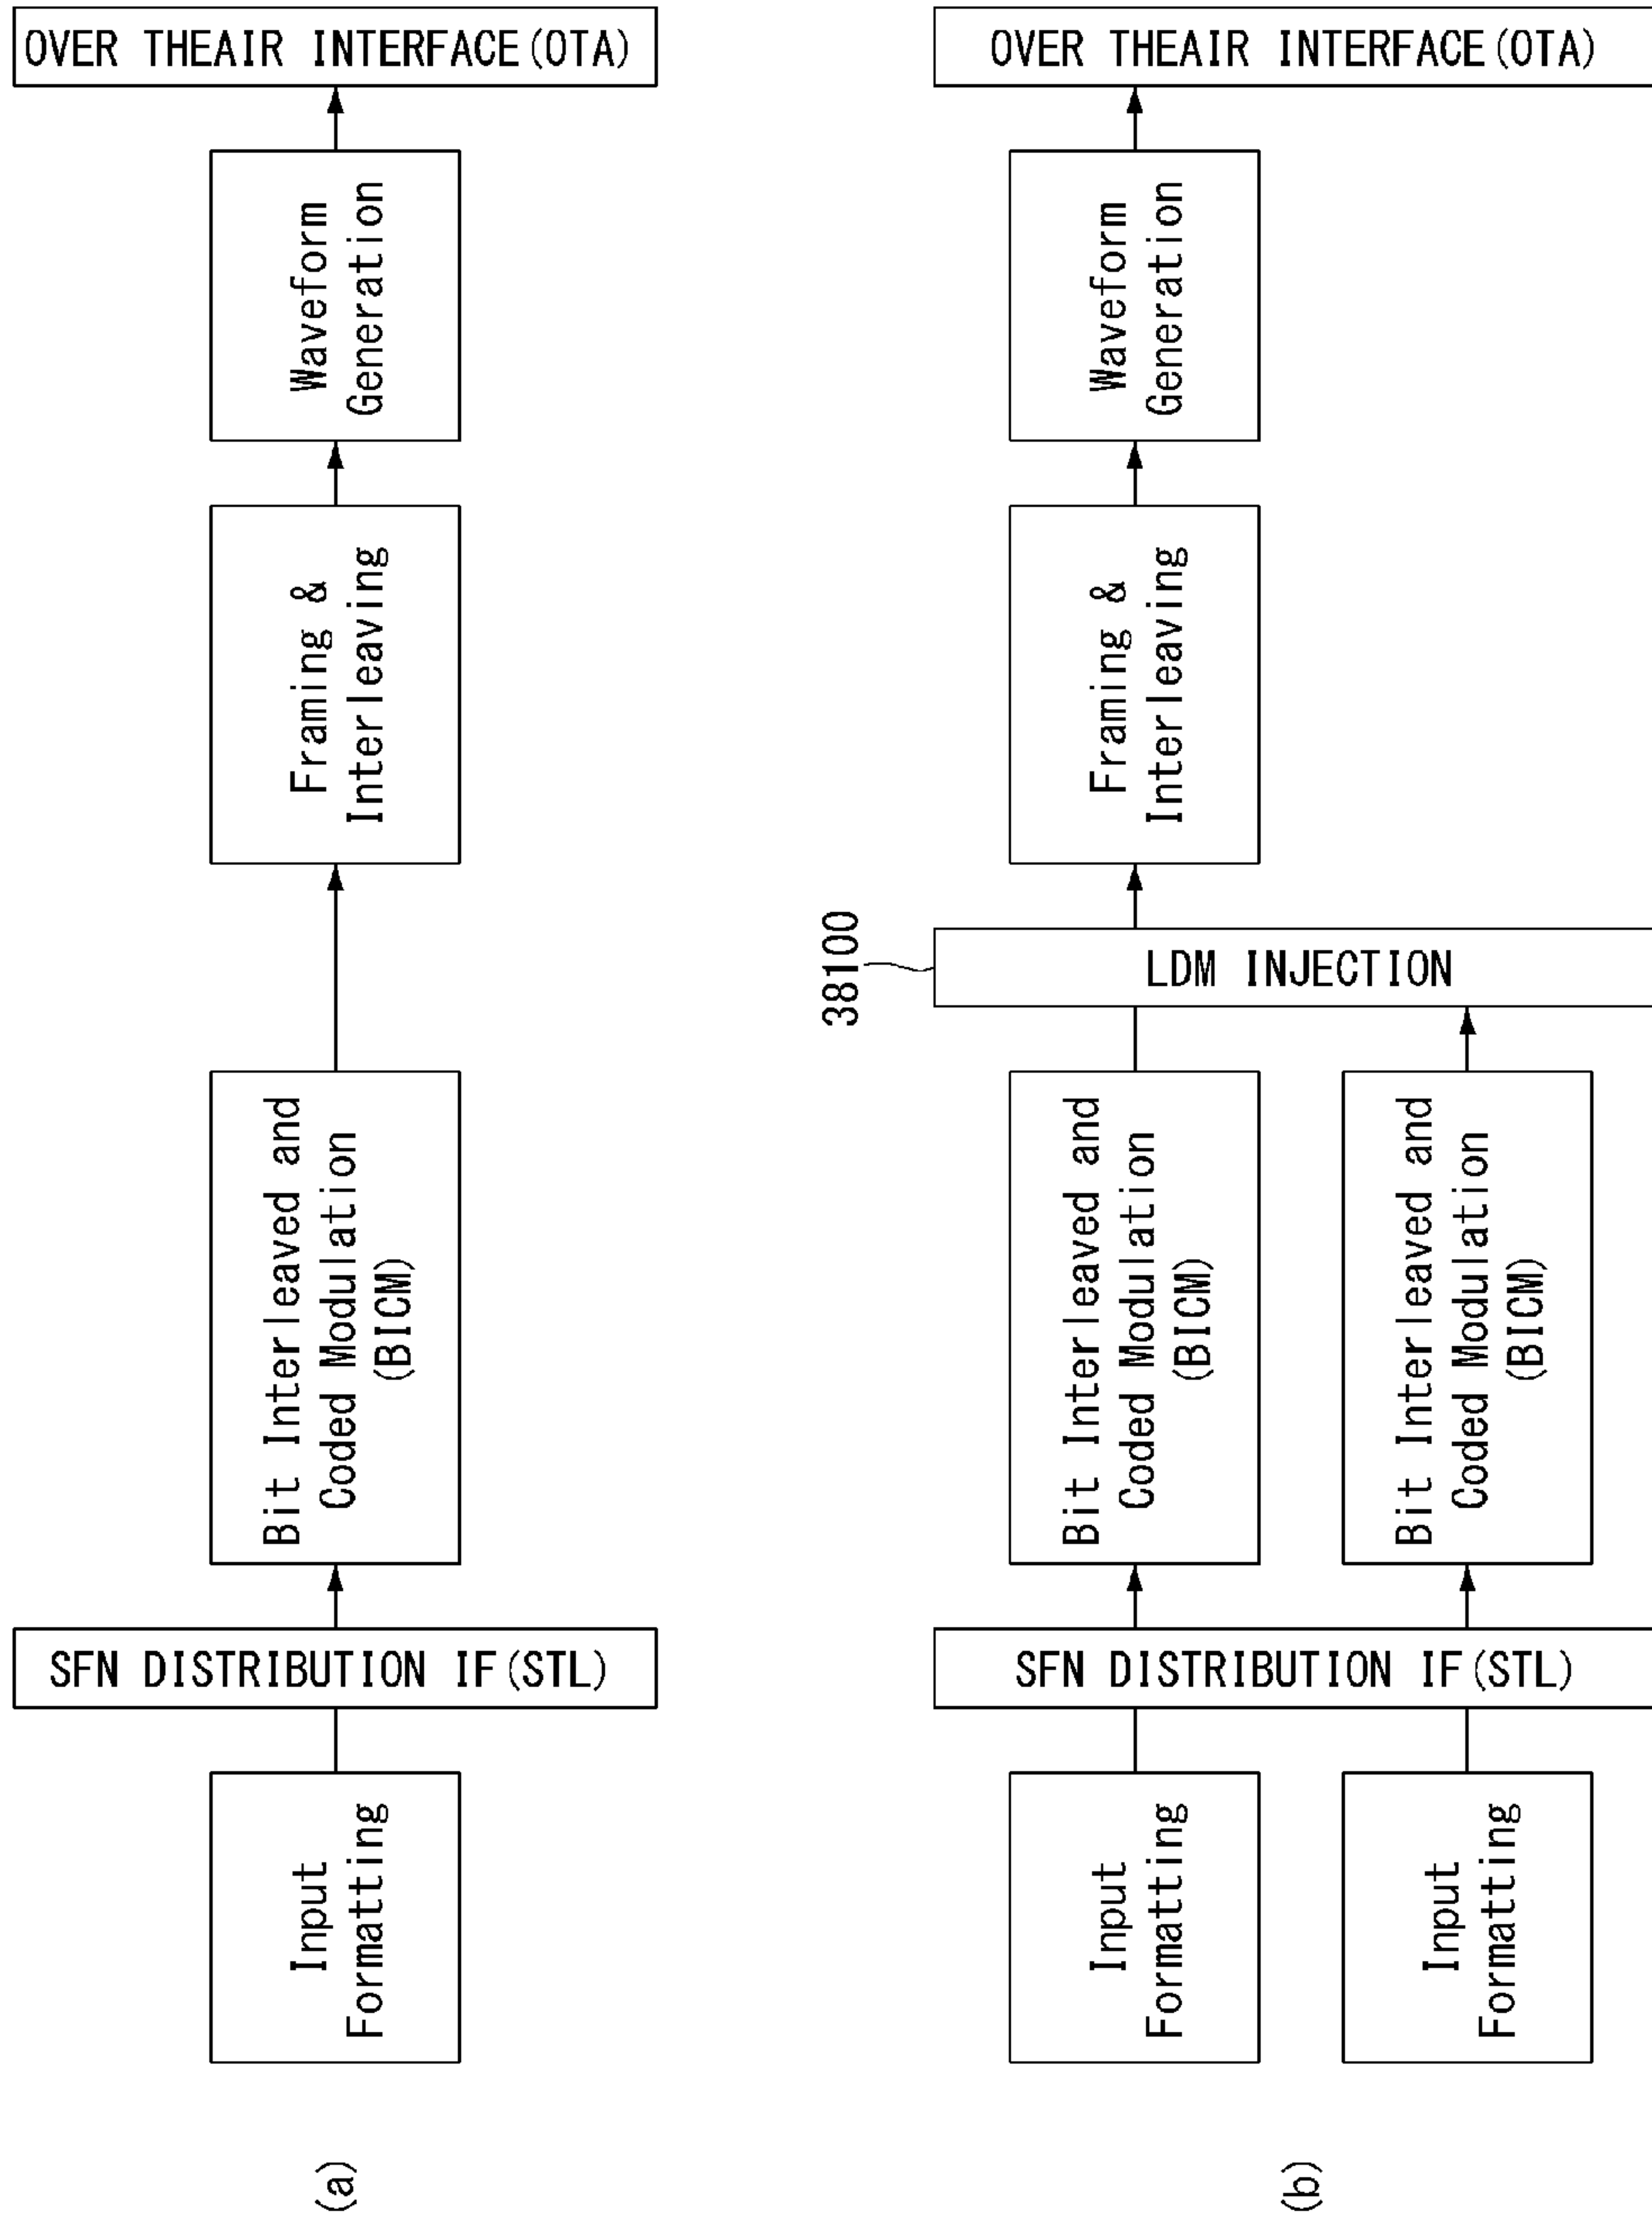 (a)
Input
Formatting
SFN DISTRIBUTION IF(STL)
Bit Interleaved and
Coded Modulation
(BICM)
Framing &
Interleaving
Waveform
Generation
OVER THEAIR INTERFACE(OTA)
(b)
Input
Formatting
Input
Formatting
SFN DISTRIBUTION IF(STL)
Bit Interleaved and
Coded Modulation
(BICM)
Bit Interleaved and
Coded Modulation
(BICM)
38100
LDM INJECTION
Framing &
Interleaving
Waveform
Generation
OVER THEAIR INTERFACE(OTA)